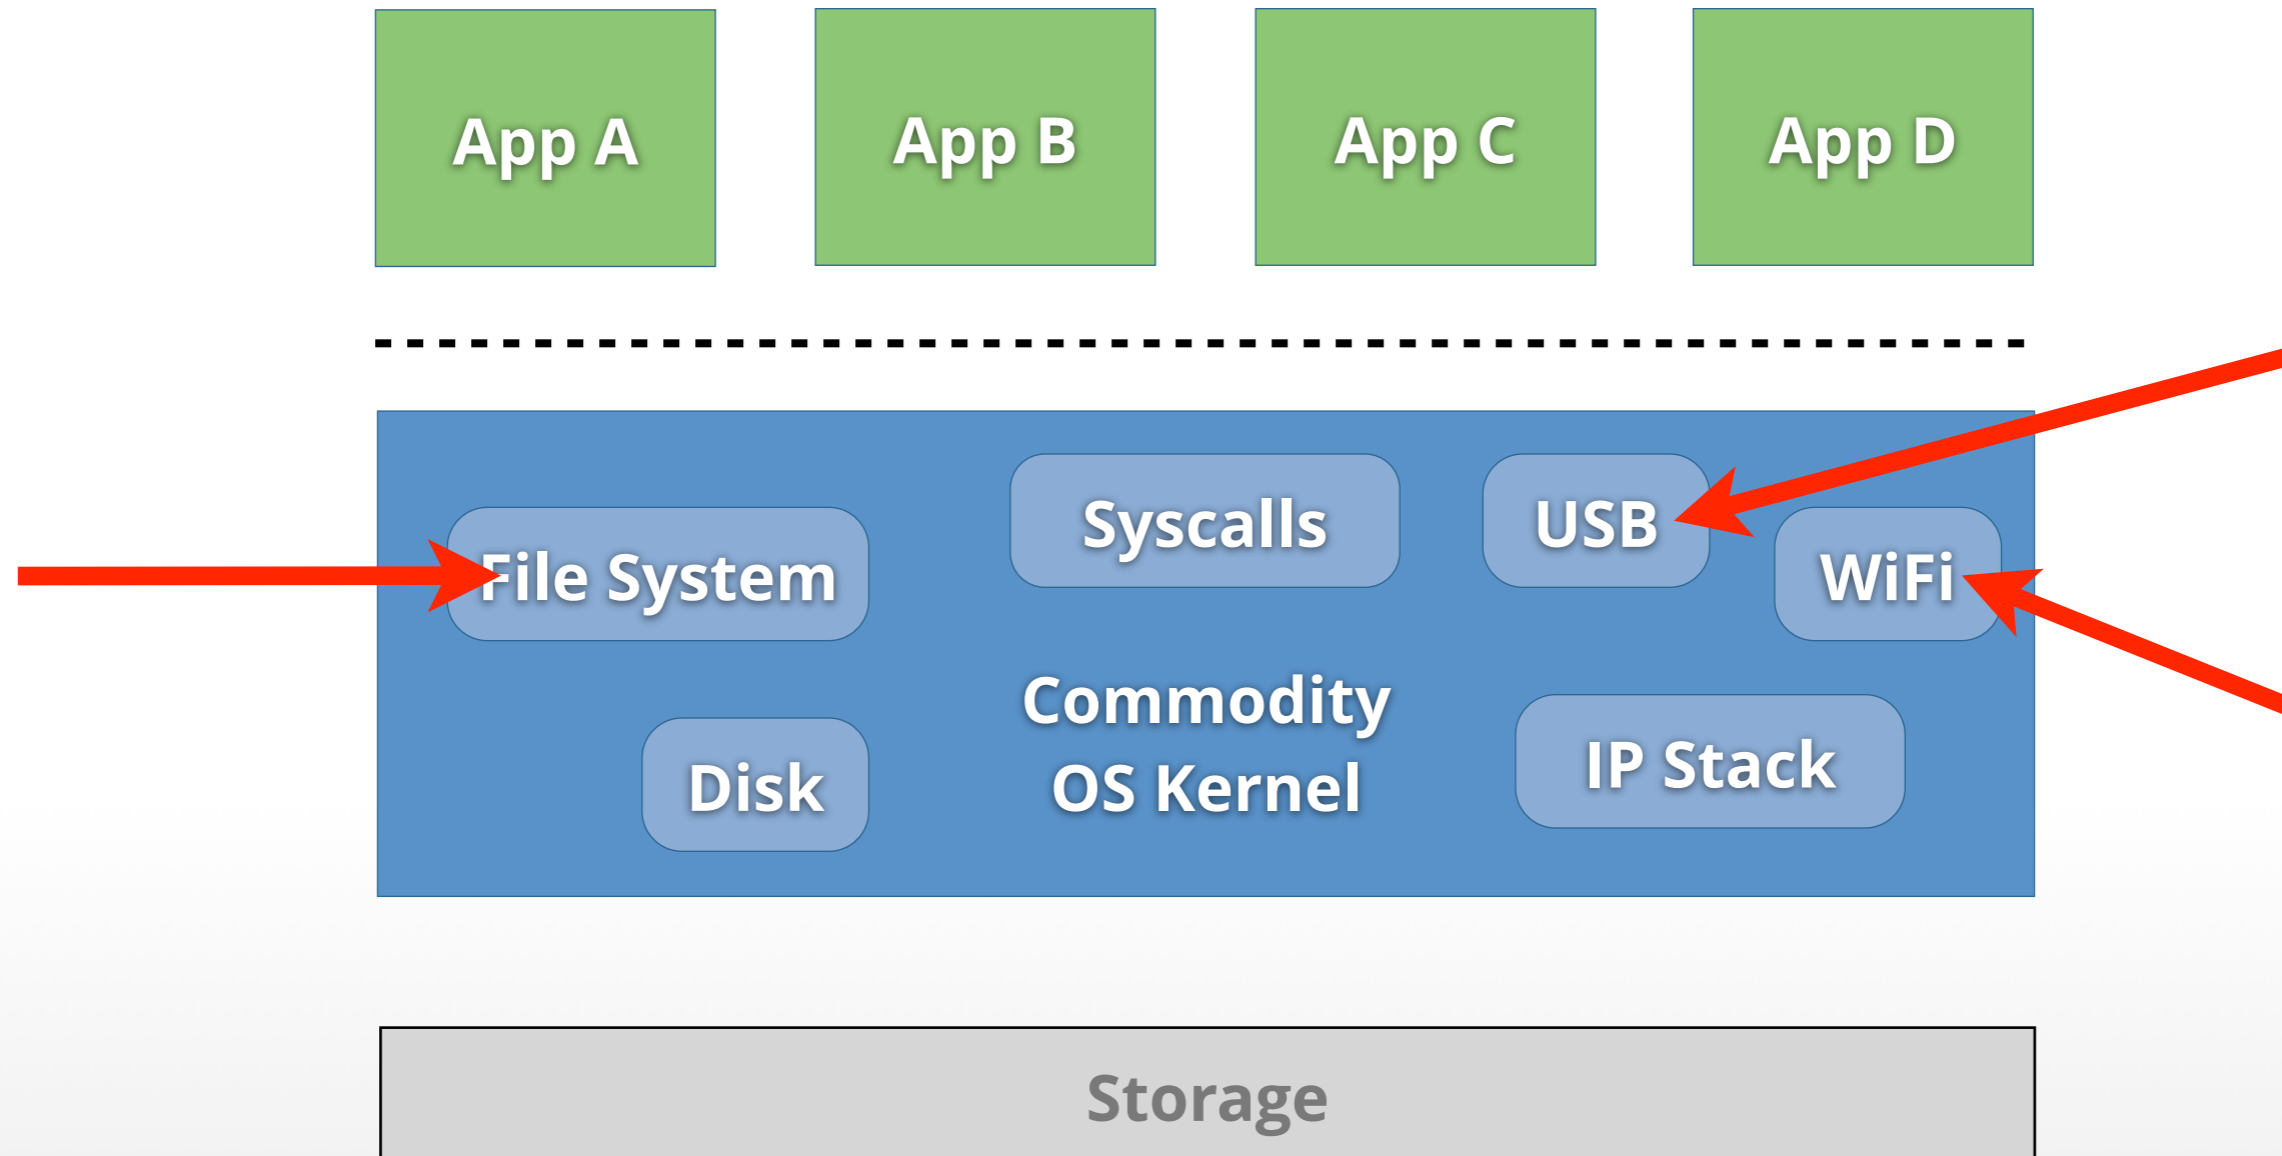 App A
App B
App C
App D
File System
Syscalls
USB
WiFi
Commodity
OS Kernel
Disk
IP Stack
Storage